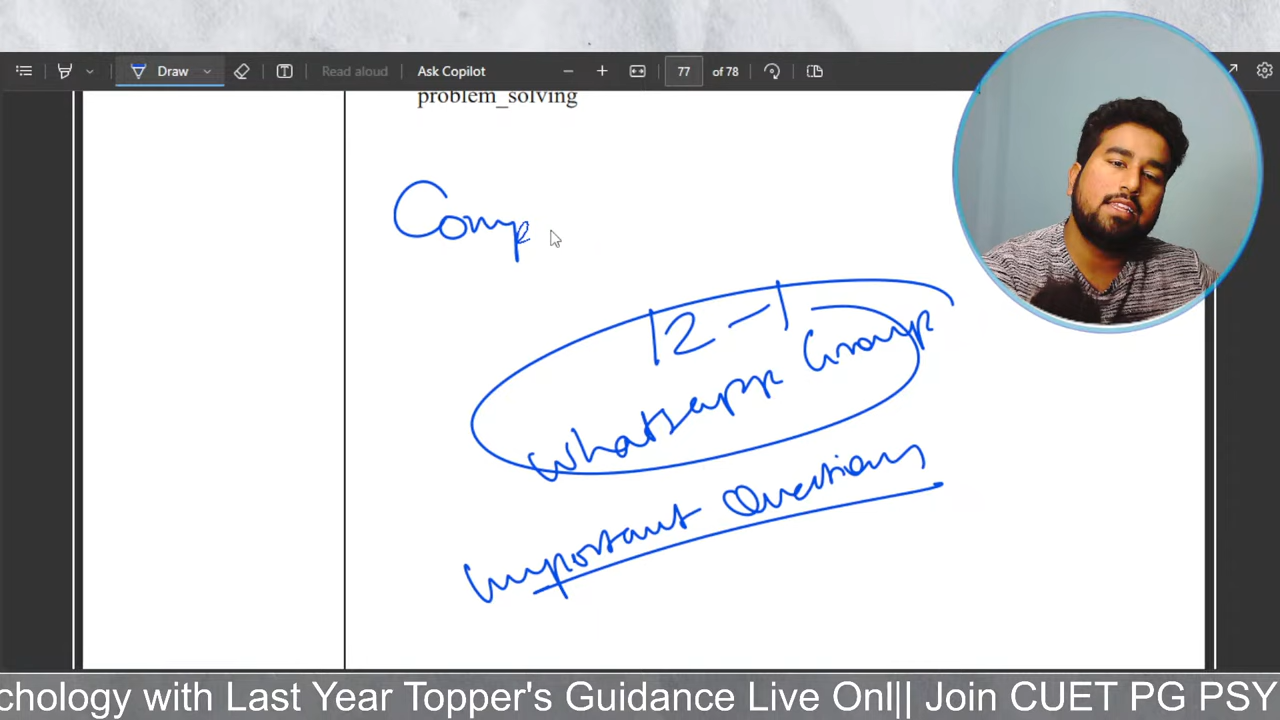 Draw
Read aloud
Ask Copilot
77
of 78
problem_solving
Comp
12-1
Whatsapp Group
Important Questions
chology with Last Year Topper's Guidance Live Onl|| Join CUET PG PSY